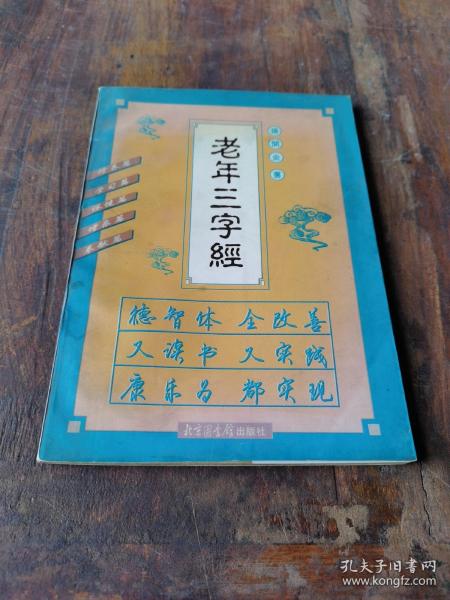 老年三字經
德智体 全改善
又读书 又实践
康乐为 都实现
北京图书馆出版社
孔夫子旧书网
www.kongfz.com